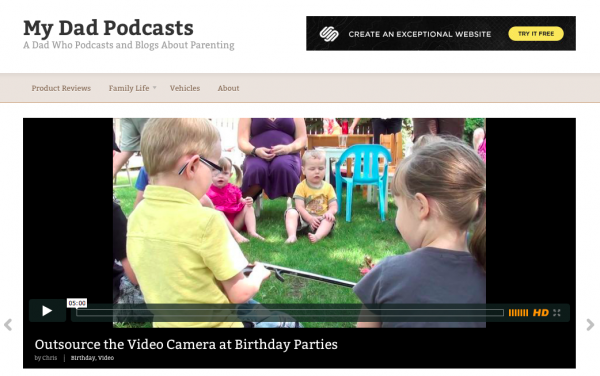 My Dad Podcasts
A Dad Who Podcasts and Blogs About Parenting
CREATE AN EXCEPTIONAL WEBSITE TRY IT FREE
Product Reviews Family Life Vehicles About
05:00
HD
Outsource the Video Camera at Birthday Parties
by Chris | Birthday, Video